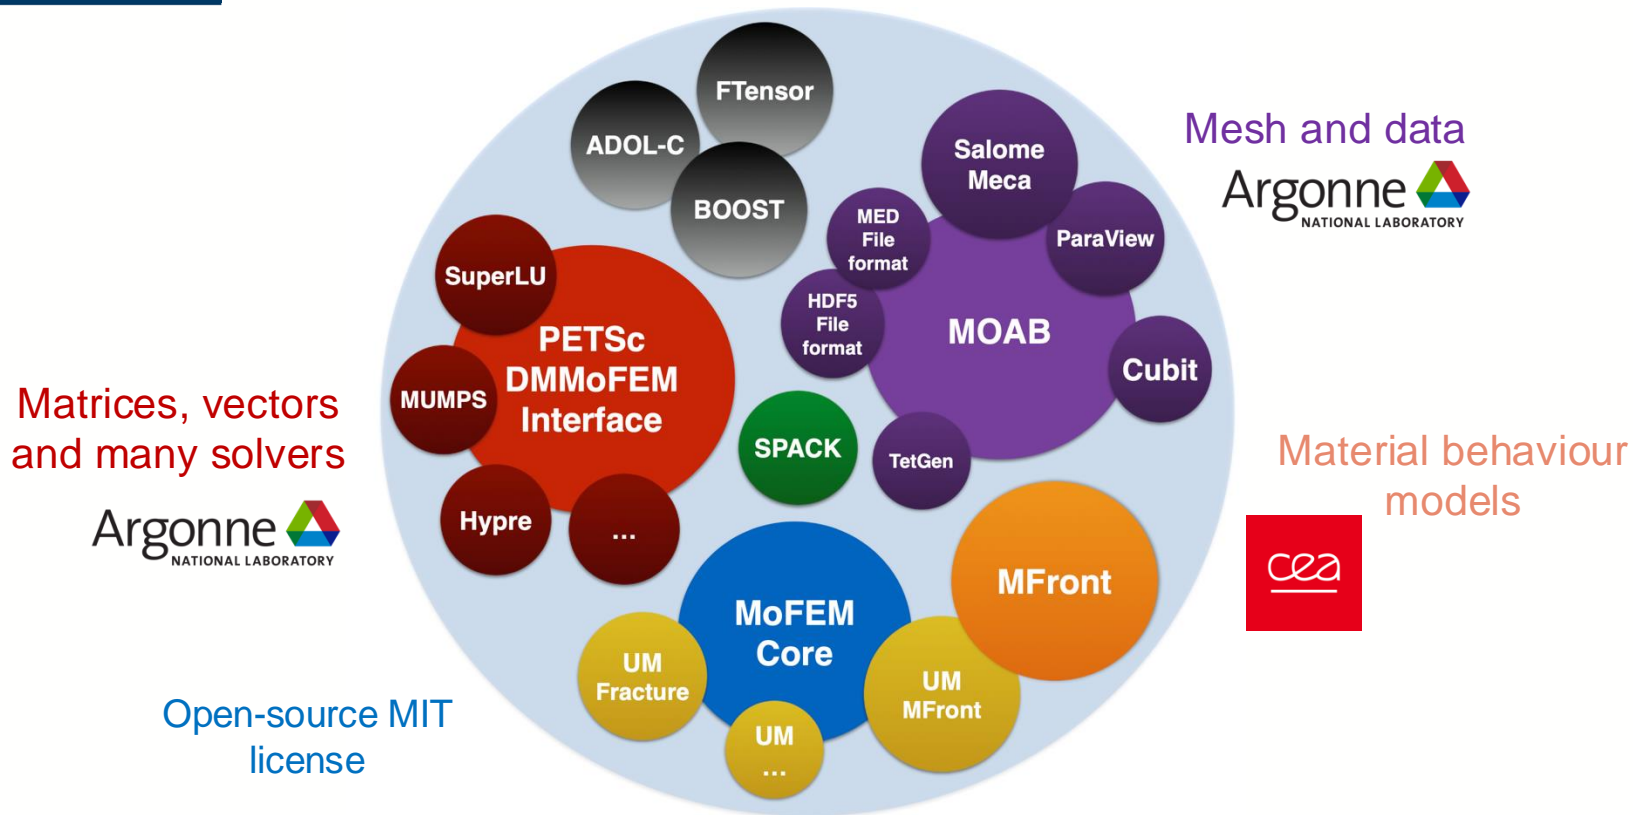 FTensor
ADOL-C
BOOST
Salome
Meca
MED
File
format
ParaView
HDF5
File
format
MOAB
Cubit
TetGen
Mesh and data
Argonne
NATIONAL LABORATORY
SuperLU
PETSc
DMMoFEM
Interface
MUMPS
Hypre
...
SPACK
Matrices, vectors
and many solvers
Argonne
NATIONAL LABORATORY
Material behaviour
models
cea
MFront
MoFEM
Core
UM
Fracture
UM
MFront
UM
...
Open-source MIT
license